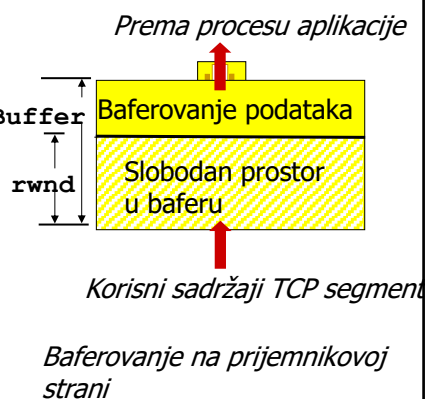 Prema procesu aplikacije
Buffer
Baferovanje podataka
rwnd
Slobodan prostor
u baferu
Korisni sadržaji TCP segment
Baferovanje na prijemnikovoj
strani